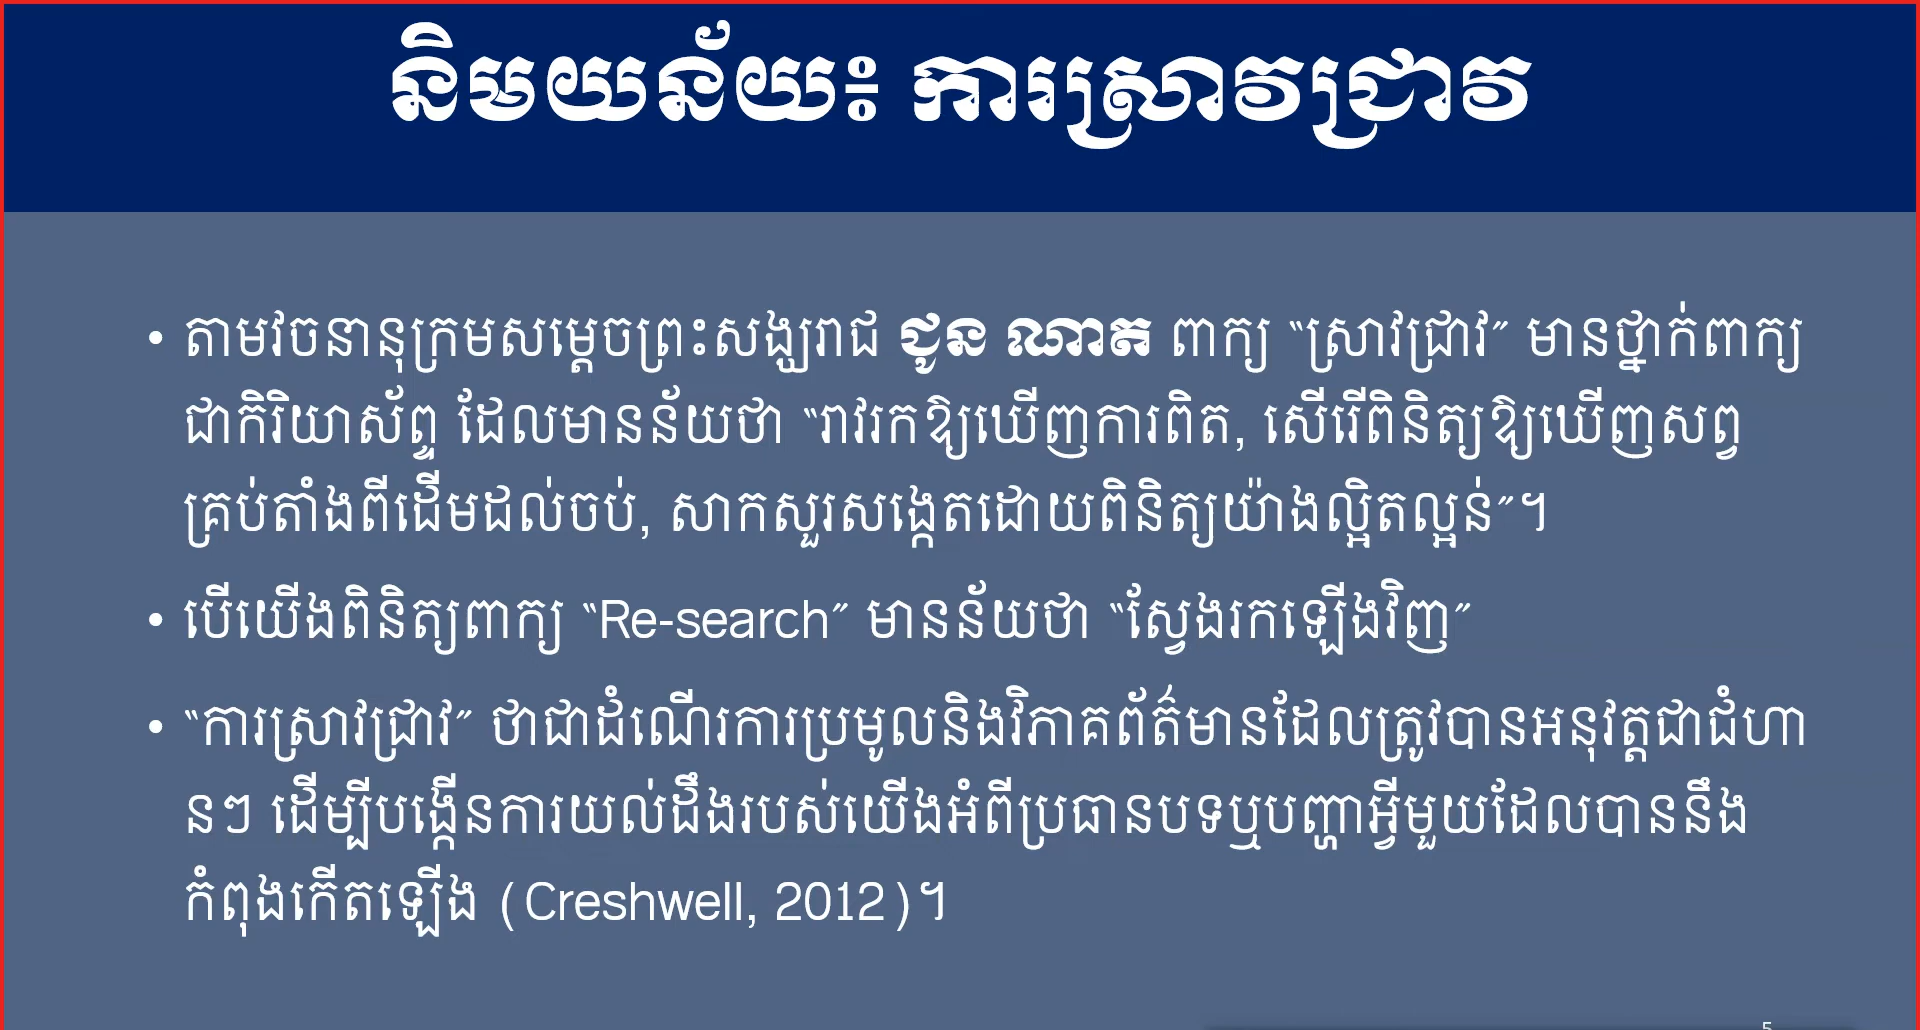 និមយន័យ៖ ការស្រាវជ្រាវ
• តាមវចនានុក្រមសម្តេចព្រះសង្ឃរាជ ជួន ណាត ពាក្យ “ស្រាវជ្រាវ” មានថ្នាក់ពាក្យ
ជាកិរិយាស័ព្ទ ដែលមានន័យថា “រាវរកឱ្យឃើញការពិត, សើរើពិនិត្យឱ្យឃើញសព្វ
គ្រប់តាំងពីដើមដល់ចប់, សាកសួរសង្កេតដោយពិនិត្យយ៉ាងល្អិតល្អន់”។
• បើយើងពិនិត្យពាក្យ “Re-search” មានន័យថា “ស្វែងរកឡើងវិញ”
• “ការស្រាវជ្រាវ” ថាជាដំណើរការប្រមូលនិងវិភាគព័ត៌មានដែលត្រូវបានអនុវត្តជាជំហា
នៗ ដើម្បីបង្កើនការយល់ដឹងរបស់យើងអំពីប្រធានបទឬបញ្ហាអ្វីមួយដែលបាននឹង
កំពុងកើតឡើង (Creshwell, 2012)។
5